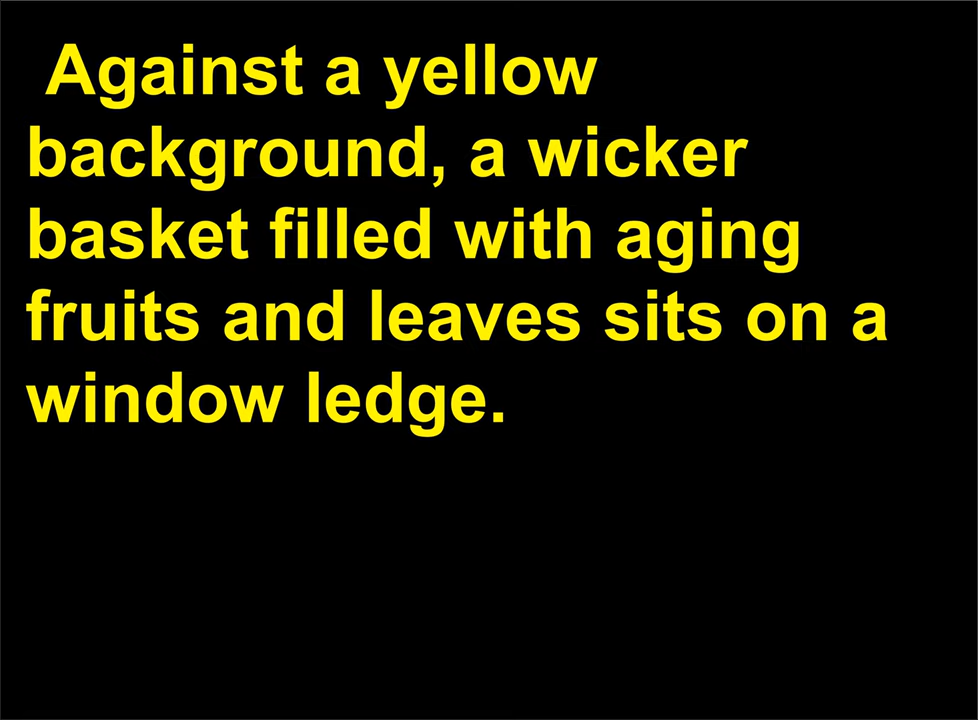 Against a yellow
background, a wicker
basket filled with aging
fruits and leaves sits on a
window ledge.